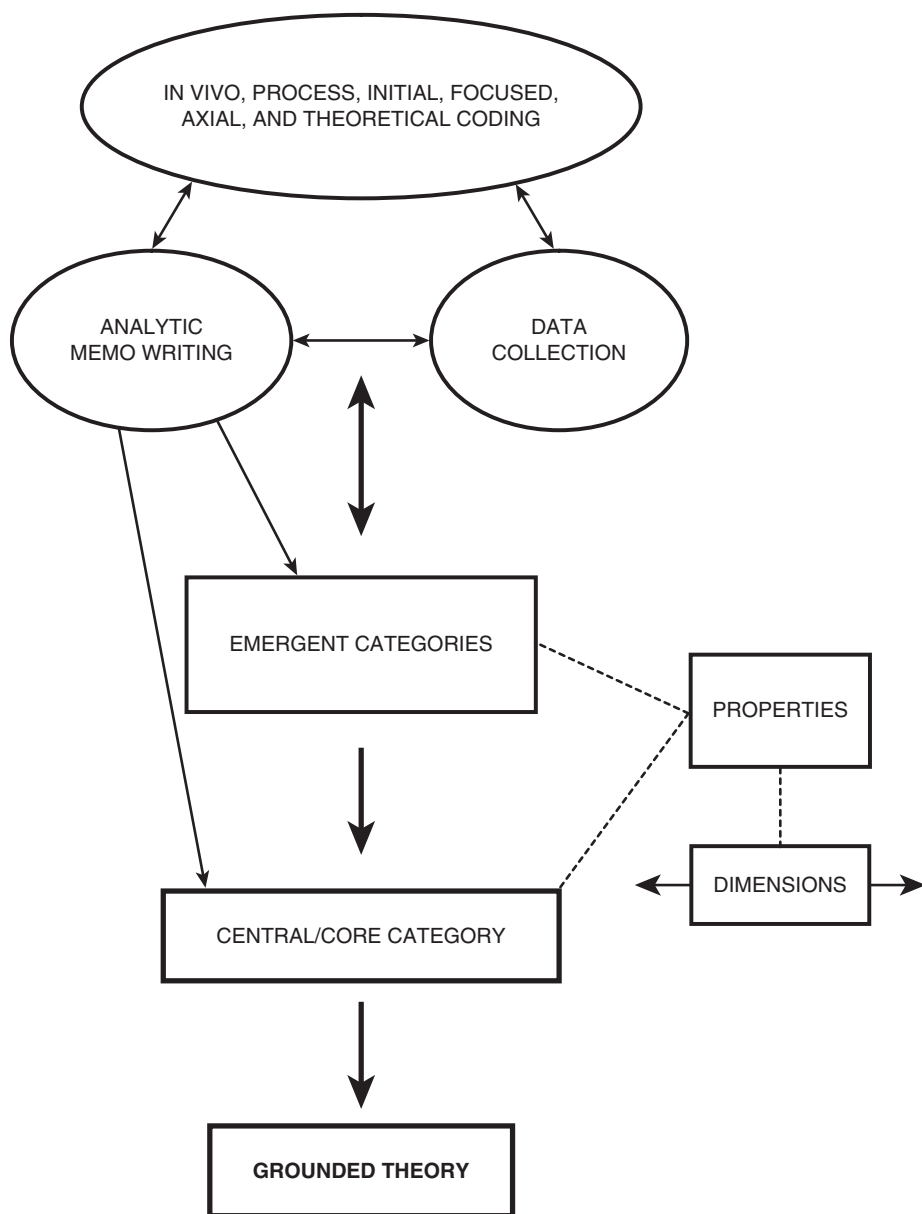 IN VIVO, PROCESS, INITIAL, FOCUSED,
AXIAL, AND THEORETICAL CODING
ANALYTIC
MEMO WRITING
DATA
COLLECTION
EMERGENT CATEGORIES
PROPERTIES
DIMENSIONS
CENTRAL/CORE CATEGORY
GROUNDED THEORY